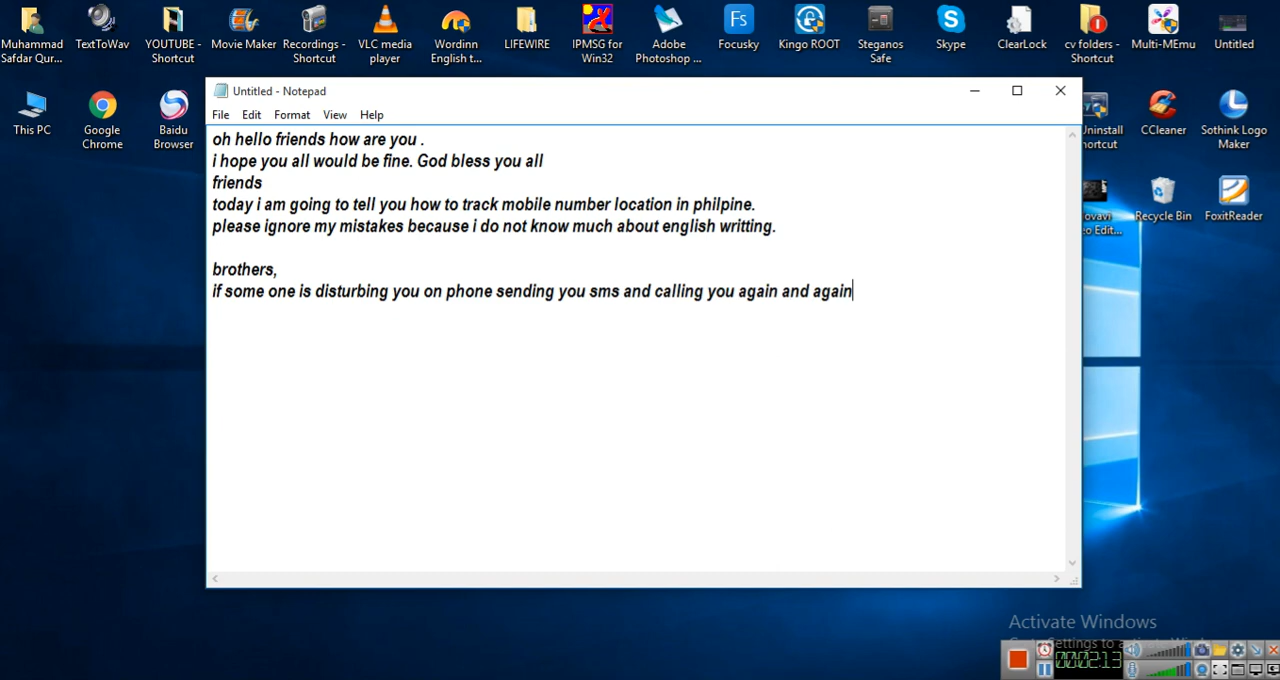 Muhammad Safdar Qur...
TextToWav
YOUTUBE - Shortcut
Movie Maker
Recordings - Shortcut
VLC media player
Wordinn English t...
LIFEWIRE
IPMSG for Win32
Adobe Photoshop ...
Fs
Focusky
Kingo ROOT
Steganos Safe
Skype
ClearLock
cv folders - Shortcut
Multi-MEmu
Untitled
This PC
Google Chrome
Baidu Browser
Untitled - Notepad
File Edit Format View Help
oh hello friends how are you .
i hope you all would be fine. God bless you all
friends
today i am going to tell you how to track mobile number location in philpine.
please ignore my mistakes because i do not know much about english writting.
brothers,
if some one is disturbing you on phone sending you sms and calling you again and again
CCleaner
Sothink Logo Maker
Recycle Bin
FoxitReader
Activate Windows